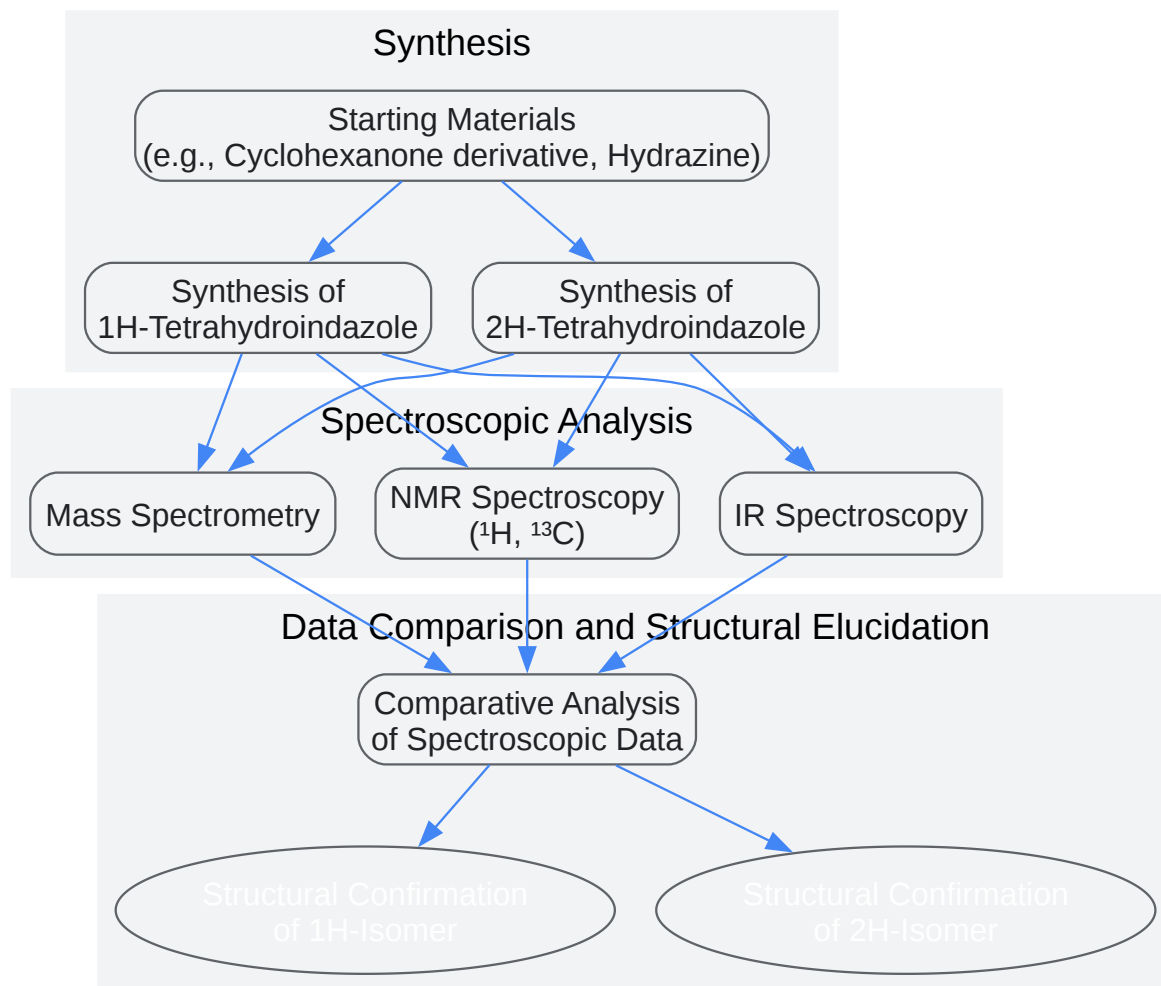 Synthesis
Starting Materials
(e.g., Cyclohexanone derivative, Hydrazine)
Synthesis of
1H-Tetrahydroindazole
Synthesis of
2H-Tetrahydroindazole
Spectroscopic Analysis
Mass Spectrometry
NMR Spectroscopy
(¹H, ¹³C)
IR Spectroscopy
Data Comparison and Structural Elucidation
Comparative Analysis
of Spectroscopic Data
Structural Confirmation
of 1H-Isomer
Structural Confirmation
of 2H-Isomer